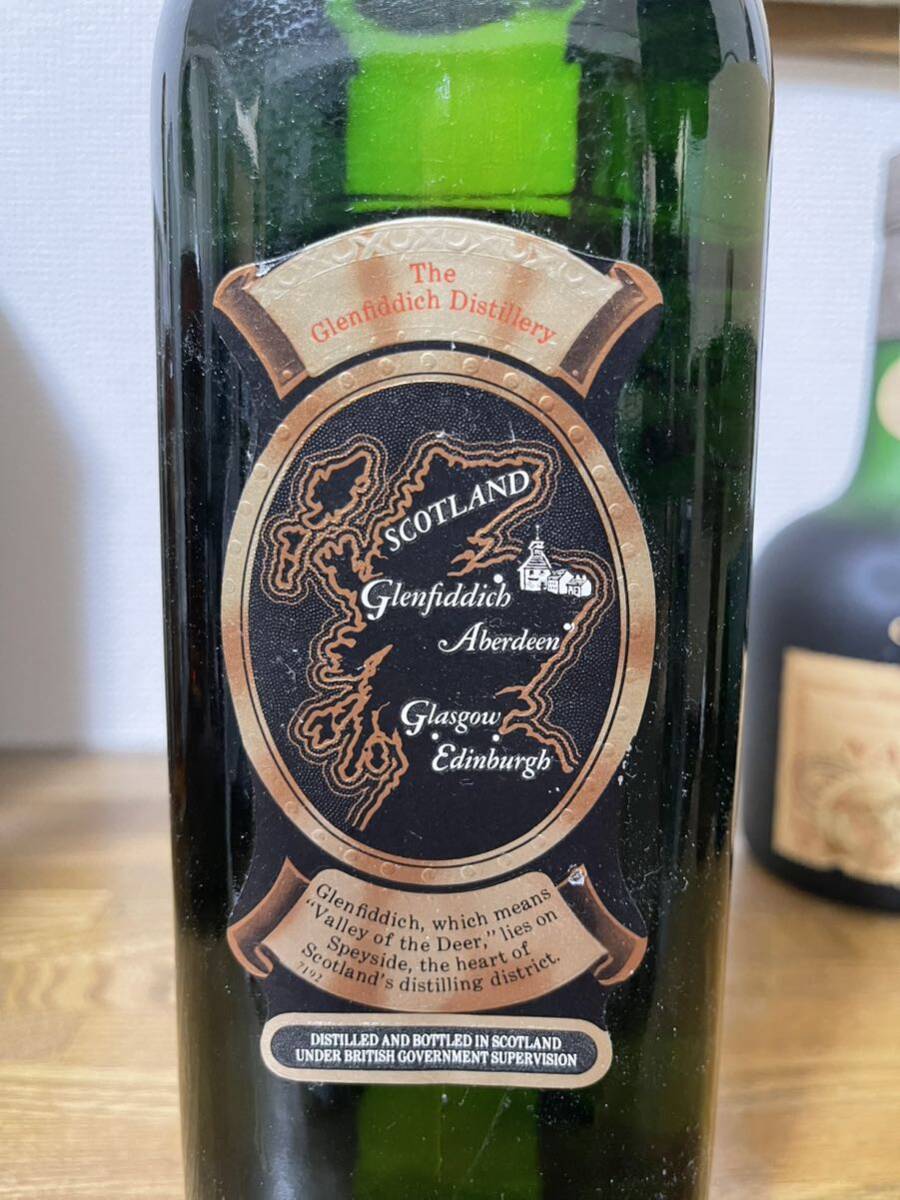 The
Glenfiddich Distillery
SCOTLAND
Glenfiddich
Aberdeen
Glasgow
Edinburgh
Glenfiddich, which means
"Valley of the Deer," lies on
Speyside, the heart of
Scotland's distilling district.
7192
DISTILLED AND BOTTLED IN SCOTLAND
UNDER BRITISH GOVERNMENT SUPERVISION